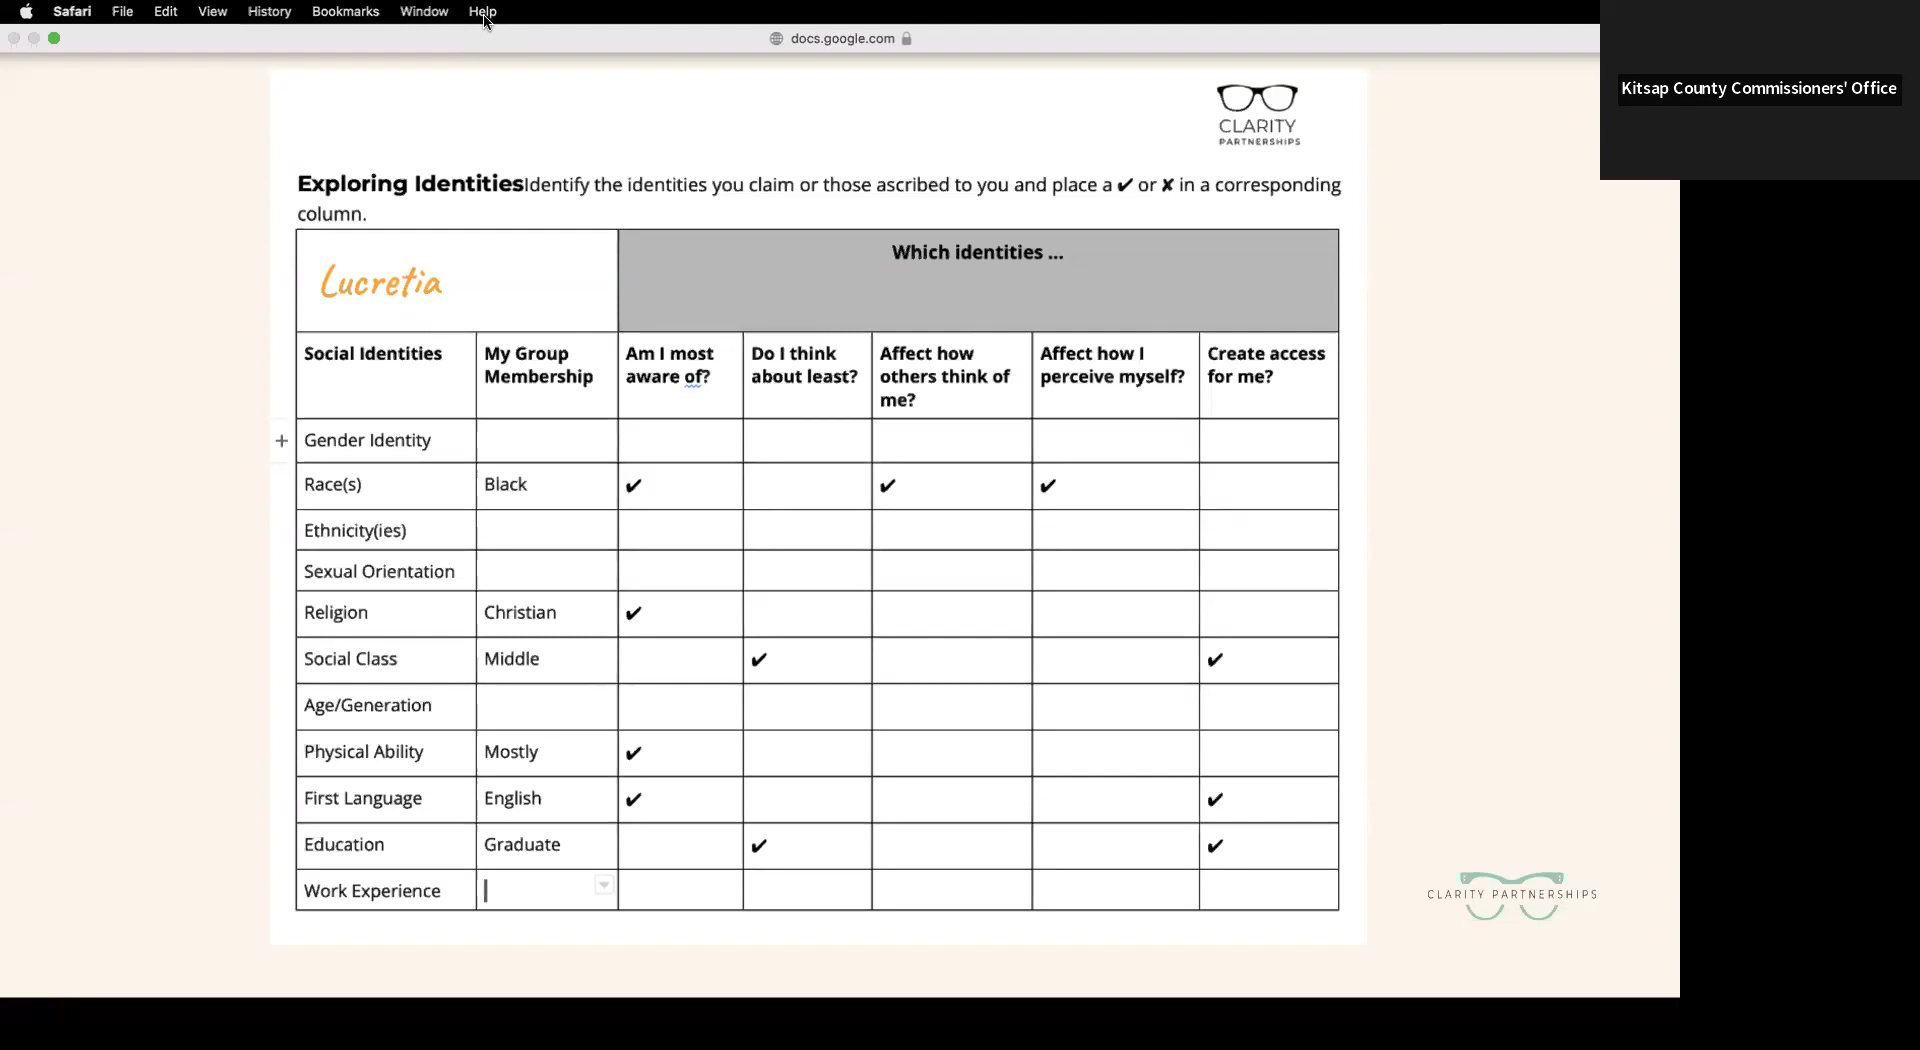 Safari File Edit View History Bookmarks Window Help
docs.google.com
Kitsap County Commissioners' Office
CLARITY
PARTNERSHIPS
Exploring IdentitiesIdentify the identities you claim or those ascribed to you and place a ✔ or ✘ in a corresponding
column.
Lucretia
Which identities ...
Social Identities
My Group
Membership
Am I most
aware of?
Do I think
about least?
Affect how
others think of
me?
Affect how I
perceive myself?
Create access
for me?
+ Gender Identity
Race(s) Black ✔ ✔ ✔
Ethnicity(ies)
Sexual Orientation
Religion Christian ✔
Social Class Middle ✔ ✔
Age/Generation
Physical Ability Mostly ✔
First Language English ✔ ✔
Education Graduate ✔ ✔
Work Experience
CLARITY PARTNERSHIPS